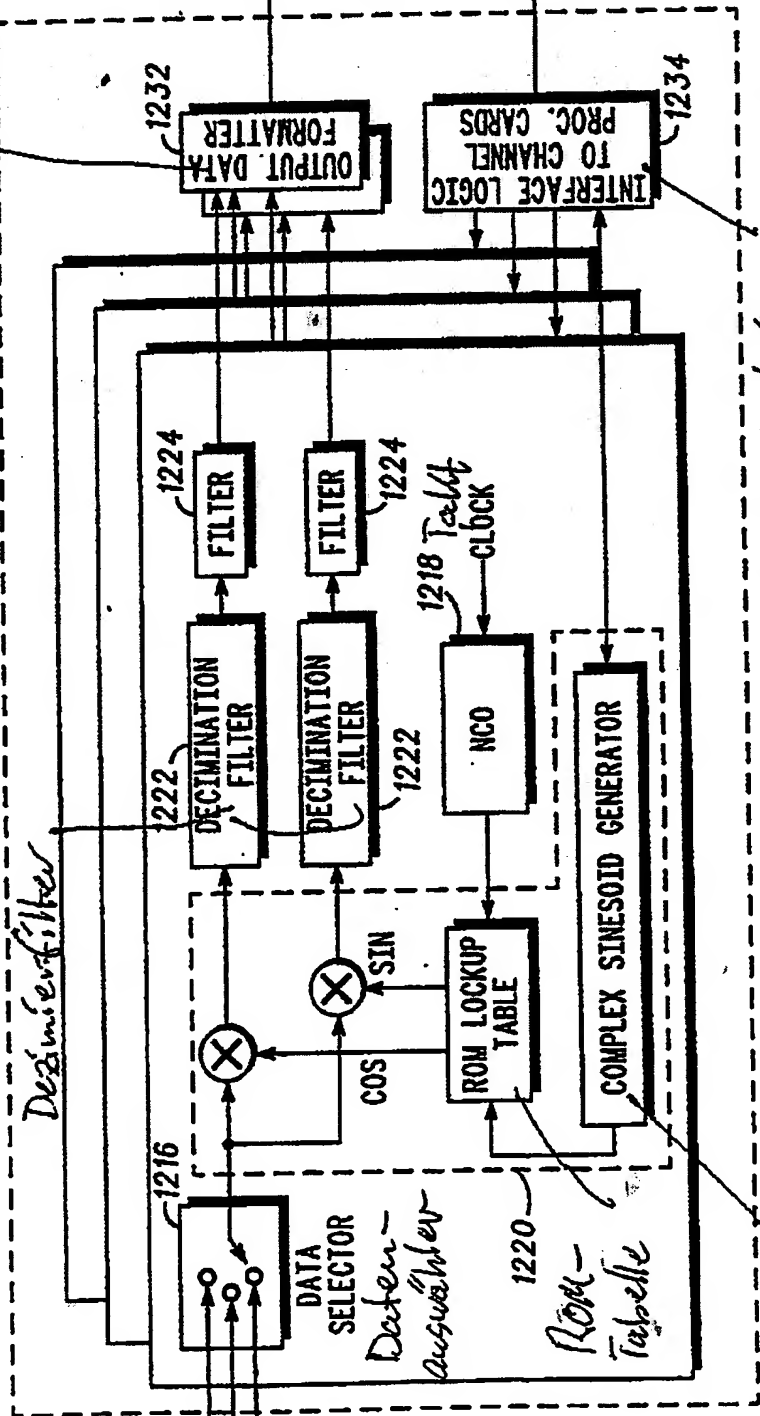 Dezimierfilter
1216
DATA
SELECTOR
Daten-
auswähler
COS
SIN
ROM LOCKUP
TABLE
1220
ROM-
Tabelle
COMPLEX SINESOID GENERATOR
1222
DECIMINATION
FILTER
DECIMINATION
FILTER
1222
NCO
1218
Takt
CLOCK
1224
FILTER
FILTER
1224
1232
OUTPUT DATA
FORMATTER
INTERFACE LOGIC
TO CHANNEL
PROC. CARDS
1234